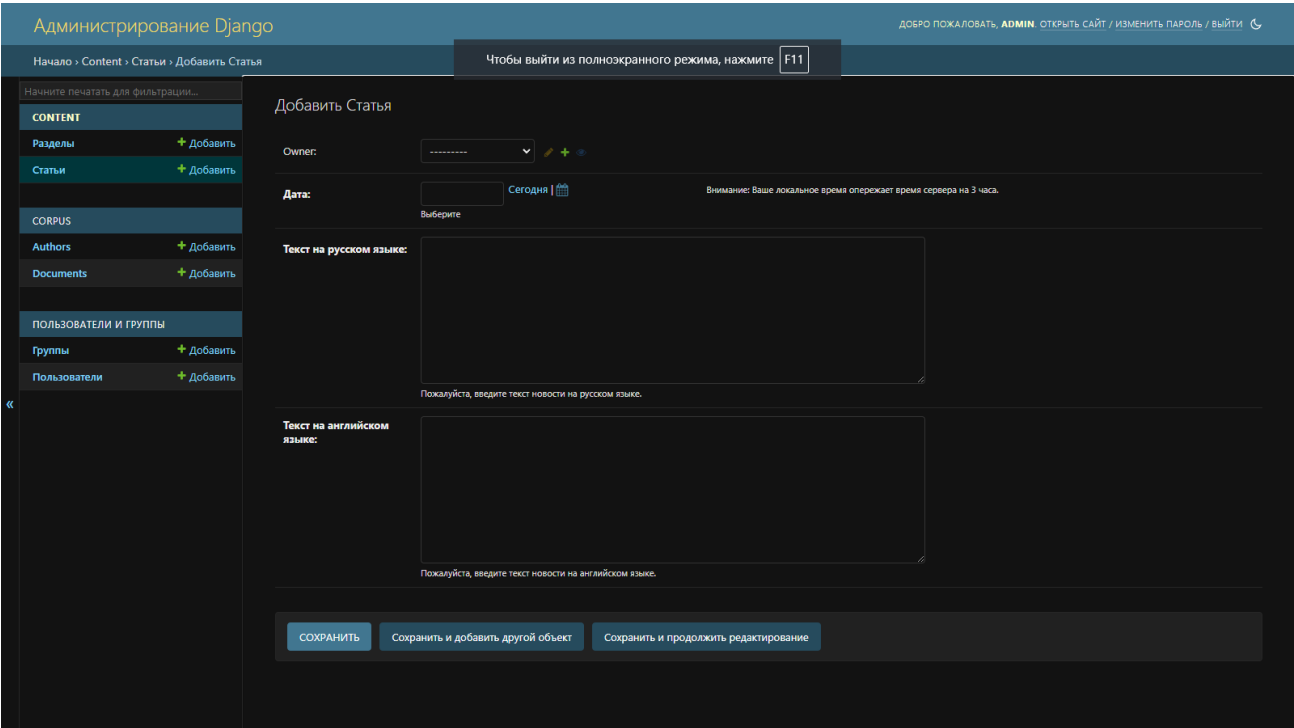 Администрирование Django
ДОБРО ПОЖАЛОВАТЬ, ADMIN. ОТКРЫТЬ САЙТ / ИЗМЕНИТЬ ПАРОЛЬ / ВЫЙТИ
Начало › Content › Статьи › Добавить Статья
Чтобы выйти из полноэкранного режима, нажмите F11
Начните печатать для фильтрации...
CONTENT
Разделы + Добавить
Статьи + Добавить
CORPUS
Authors + Добавить
Documents + Добавить
ПОЛЬЗОВАТЕЛИ И ГРУППЫ
Группы + Добавить
Пользователи + Добавить
«
Добавить Статья
Owner: ---------
Дата: Сегодня | Внимание: Ваше локальное время опережает время сервера на 3 часа.
Выберите
Текст на русском языке:
Пожалуйста, введите текст новости на русском языке.
Текст на английском
языке:
Пожалуйста, введите текст новости на английском языке.
СОХРАНИТЬ Сохранить и добавить другой объект Сохранить и продолжить редактирование